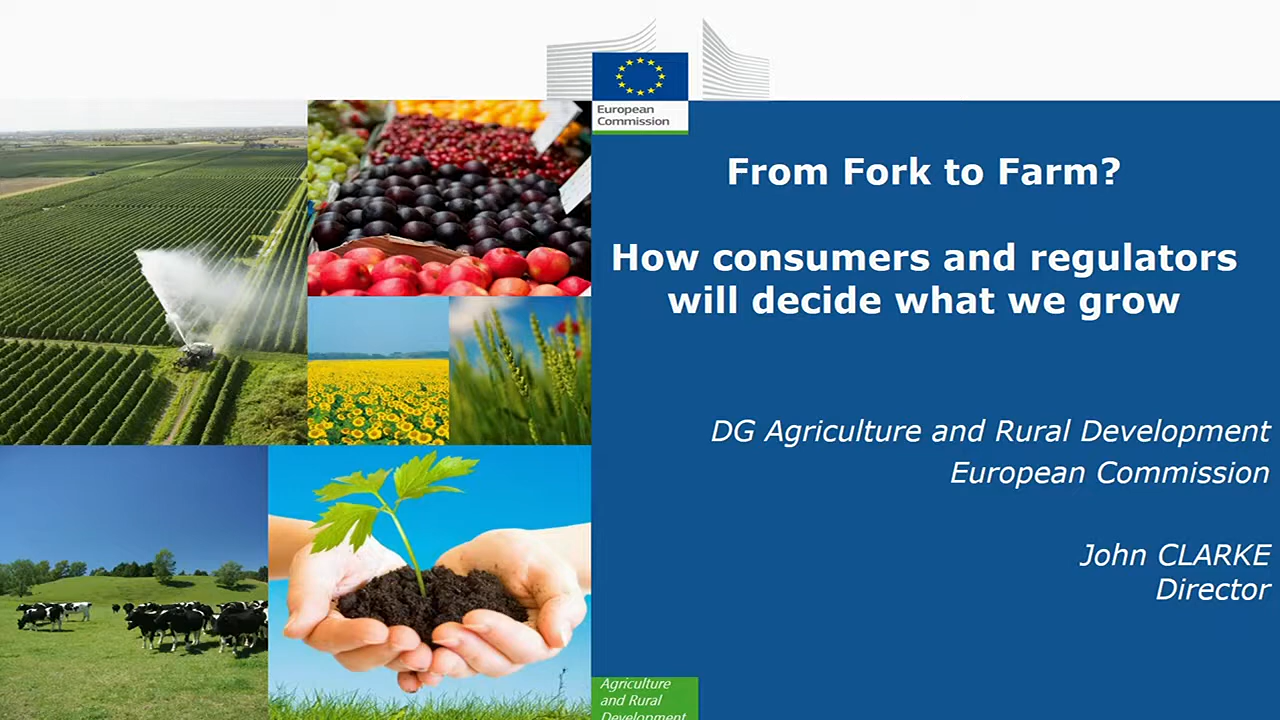 European
Commission
From Fork to Farm?
How consumers and regulators
will decide what we grow
DG Agriculture and Rural Development
European Commission
John CLARKE
Director
Agriculture
and Rural
Development